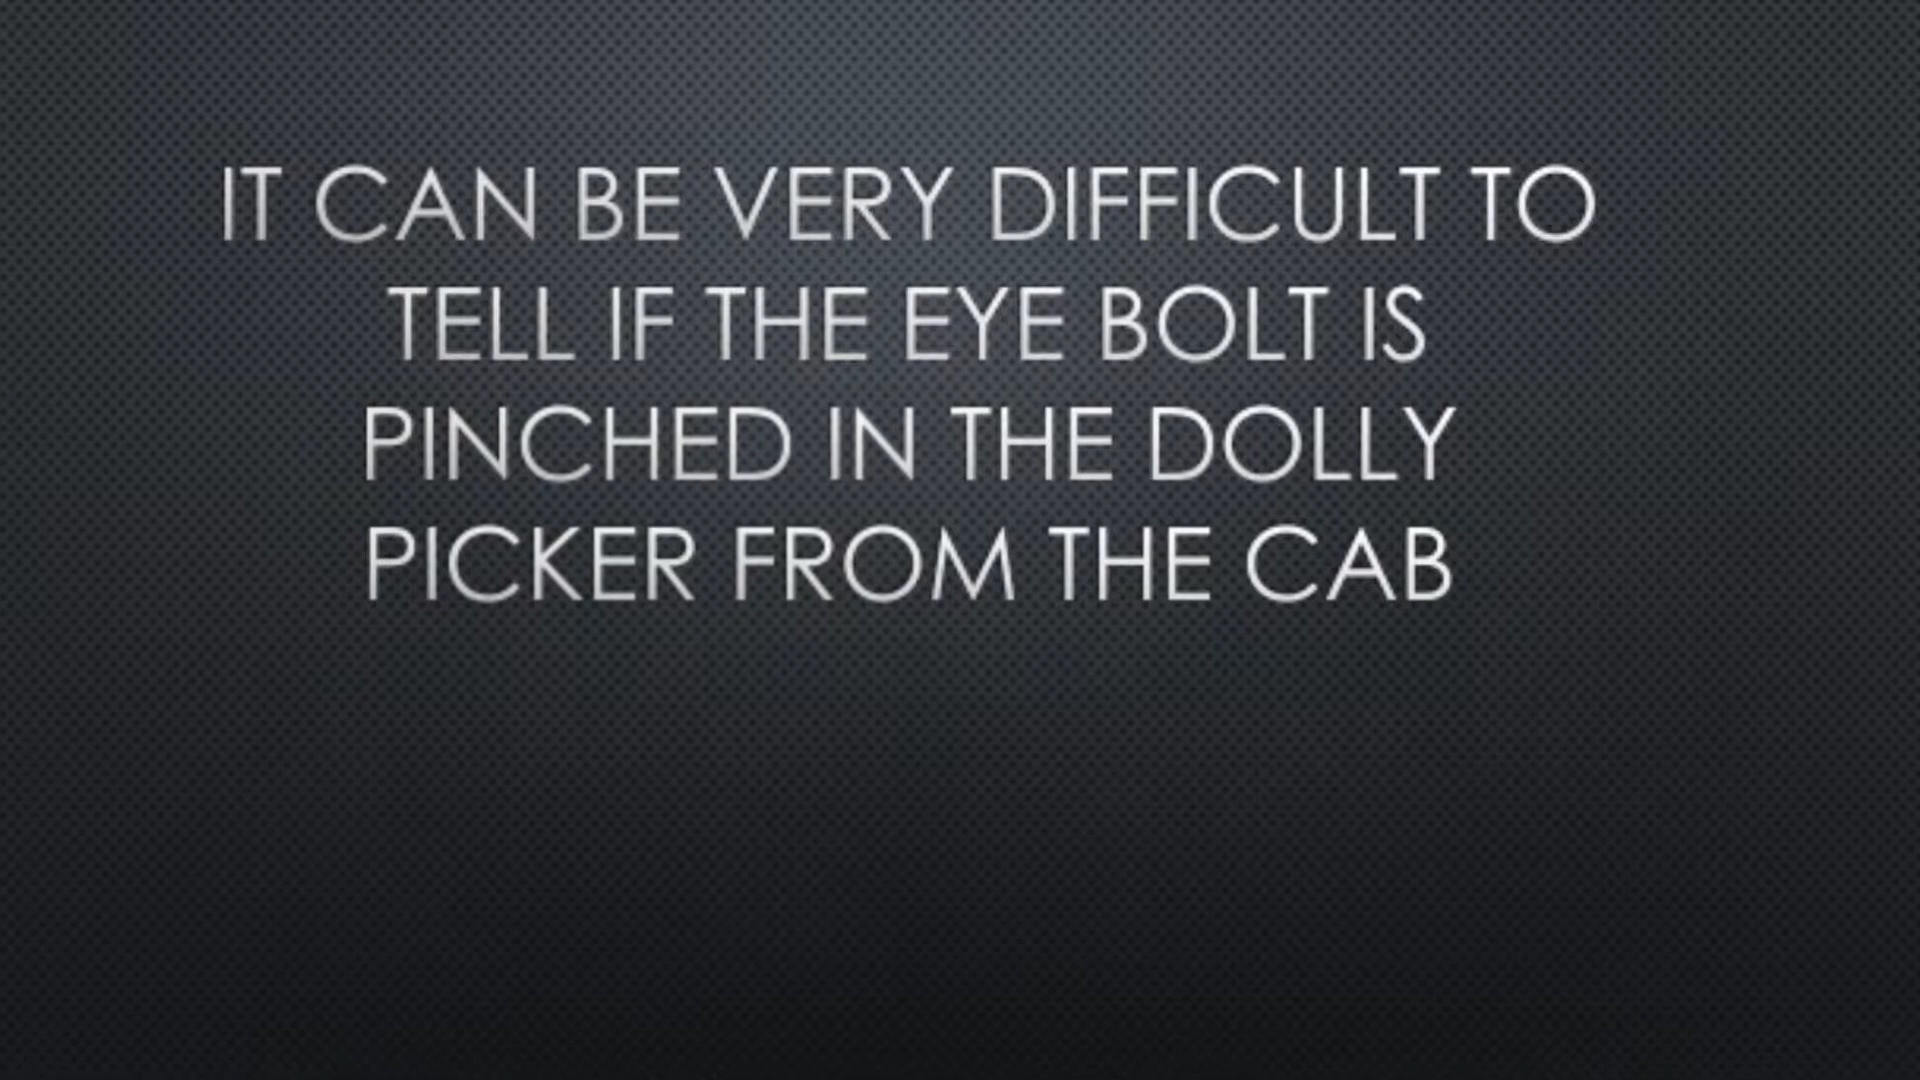 IT CAN BE VERY DIFFICULT TO
TELL IF THE EYE BOLT IS
PINCHED IN THE DOLLY
PICKER FROM THE CAB